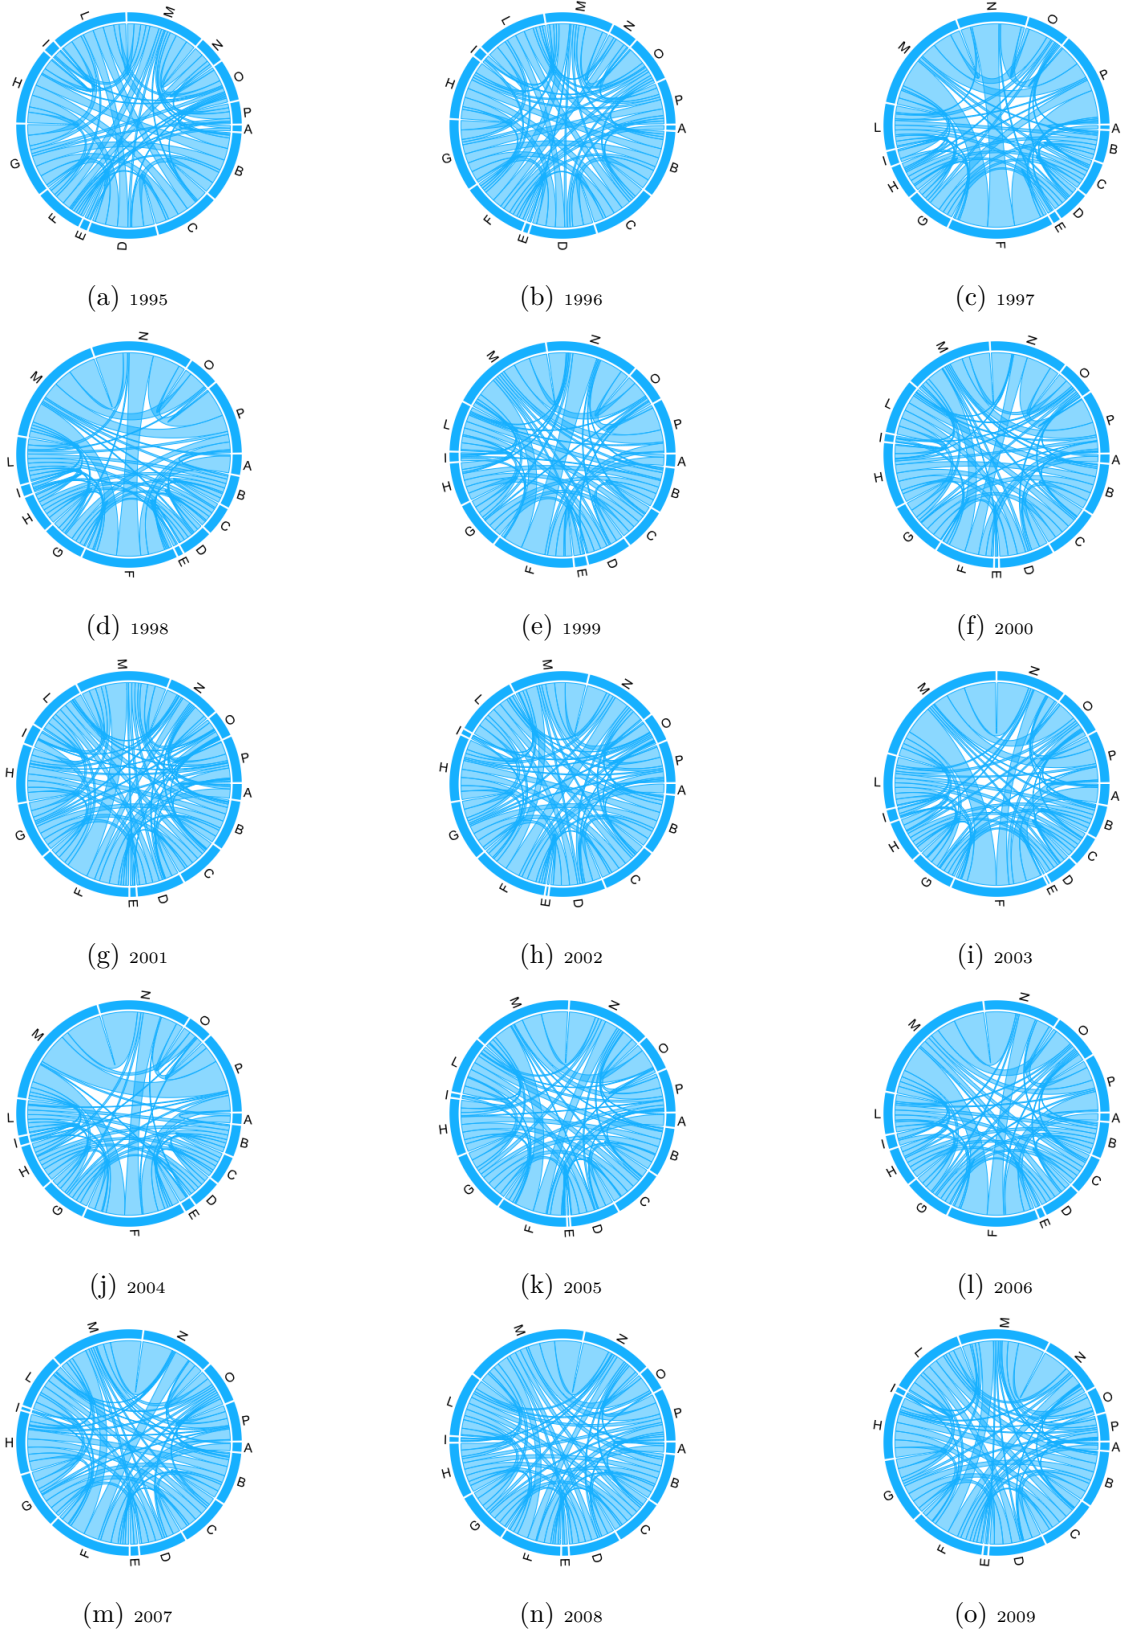 A B C D E F G H I L M N O P
A B C D E F G H I L M N O P
A B C D E F G H I L M N O P
(a) 1995
(b) 1996
(c) 1997
A B C D E F G H I L M N O P
A B C D E F G H I L M N O P
A B C D E F G H I L M N O P
(d) 1998
(e) 1999
(f) 2000
A B C D E F G H I L M N O P
A B C D E F G H I L M N O P
A B C D E F G H I L M N O P
(g) 2001
(h) 2002
(i) 2003
A B C D E F G H I L M N O P
A B C D E F G H I L M N O P
A B C D E F G H I L M N O P
(j) 2004
(k) 2005
(l) 2006
A B C D E F G H I L M N O P
A B C D E F G H I L M N O P
A B C D E F G H I L M N O P
(m) 2007
(n) 2008
(o) 2009